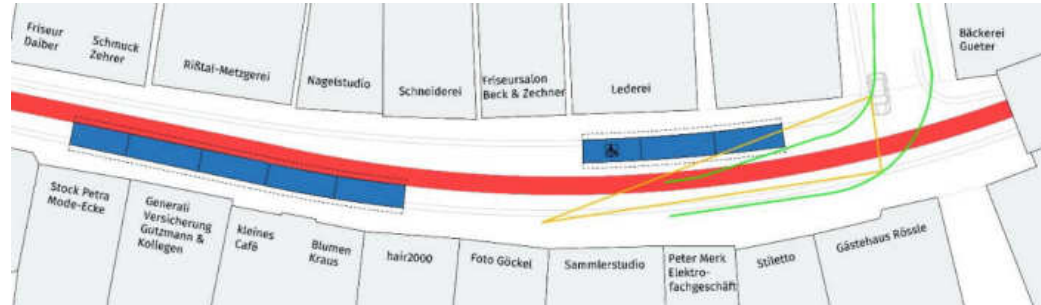 Friseur
Daiber
Schmuck
Zehrer
Rißtal-Metzgerei
Nagelstudio
Schneiderei
Friseursalon
Beck & Zechner
Lederei
Bäckerei
Gueter
Stock Petra
Mode-Ecke
Generali
Versicherung
Gutzmann &
Kollegen
kleines
Cafè
Blumen
Kraus
hair2000
Foto Göckel
Sammlerstudio
Peter Merk
Elektro-
fachgeschäft
Stiletto
Gästehaus Rössle